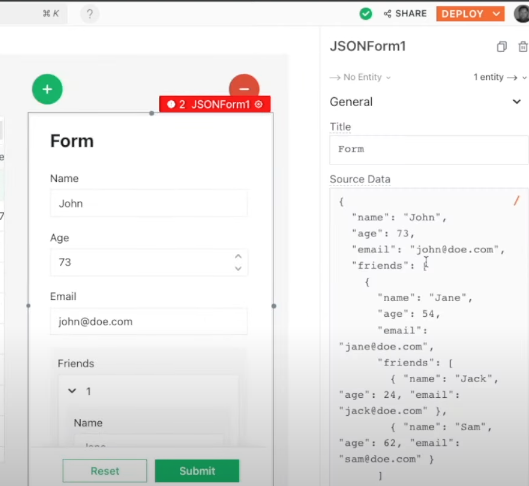 ⌘ K
?
SHARE
DEPLOY
JSONForm1
No Entity
1 entity
General
Title
Form
Source Data
{
"name": "John",
"age": 73,
"email": "john@doe.com",
"friends": [
{
"name": "Jane",
"age": 54,
"email":
"jane@doe.com",
"friends": [
{ "name": "Jack",
"age": 24, "email":
"jack@doe.com" },
{ "name": "Sam",
"age": 62, "email":
"sam@doe.com" }
]
/
2 JSONForm1
Form
Name
John
Age
73
Email
john@doe.com
Friends
1
Name
Reset
Submit